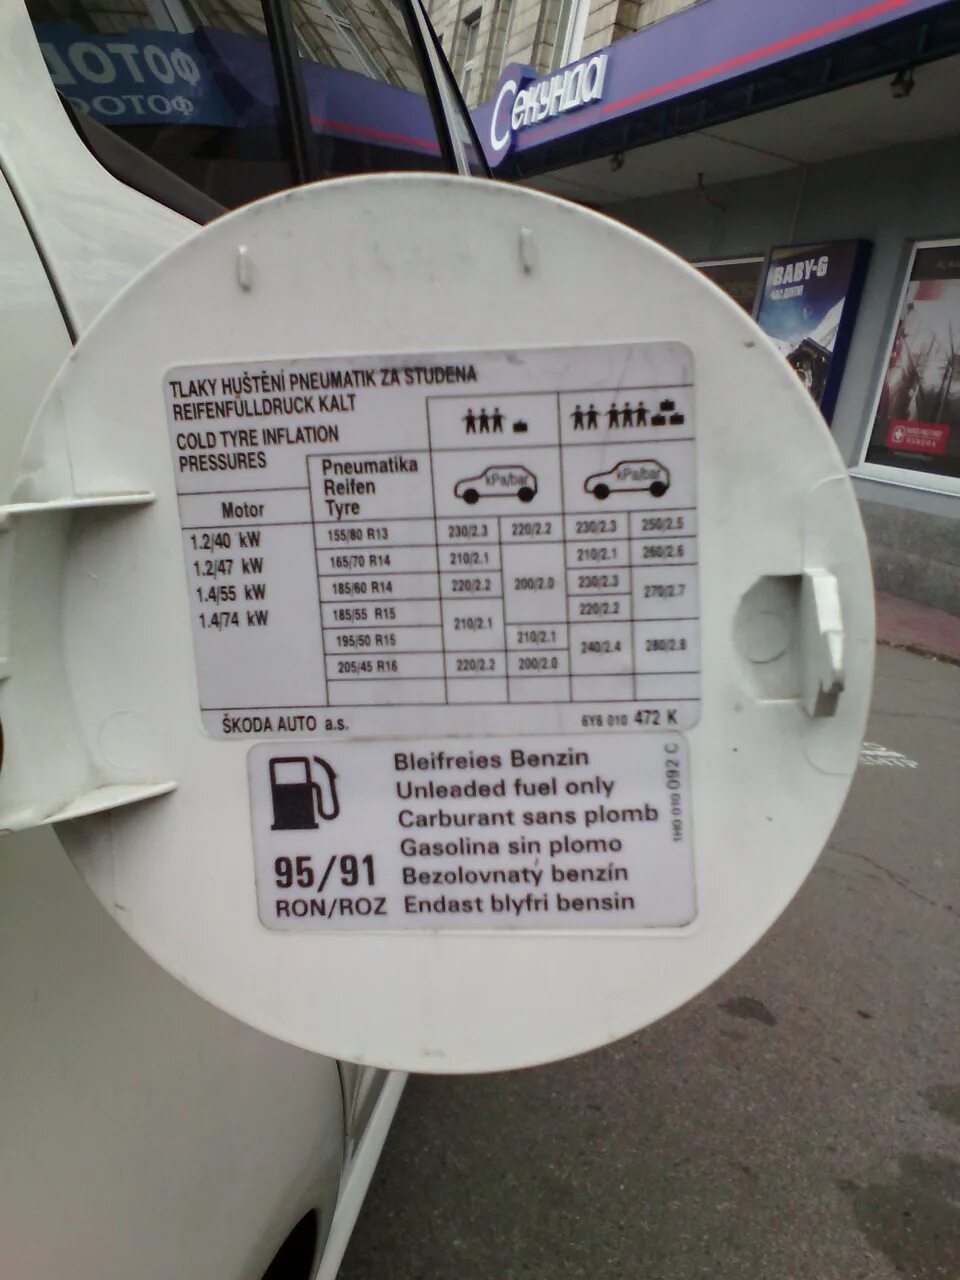 ФОТО
ФОТО
Секунда
BABY-G
ЧАС ДІЯТИ!
TLAKY HUŠTĚNÍ PNEUMATIK ZA STUDENA
REIFENFÜLLDRUCK KALT
COLD TYRE INFLATION
PRESSURES
Motor
Pneumatika
Reifen
Tyre
kPa/bar
kPa/bar
1.2/40 kW
1.2/47 kW
1.4/55 kW
1.4/74 kW
155/80 R13 230/2.3 220/2.2 230/2.3 250/2.5
165/70 R14 210/2.1 200/2.0 210/2.1 260/2.6
185/60 R14 220/2.2 230/2.3 270/2.7
185/55 R15 210/2.1 220/2.2
195/50 R15 210/2.1 240/2.4 280/2.8
205/45 R16 220/2.2 200/2.0
ŠKODA AUTO a.s. 6Y6 010 472 K
Bleifreies Benzin
Unleaded fuel only
Carburant sans plomb
Gasolina sin plomo
Bezolovnatý benzín
Endast blyfri bensin
95/91
RON/ROZ
1H0 010 092 C